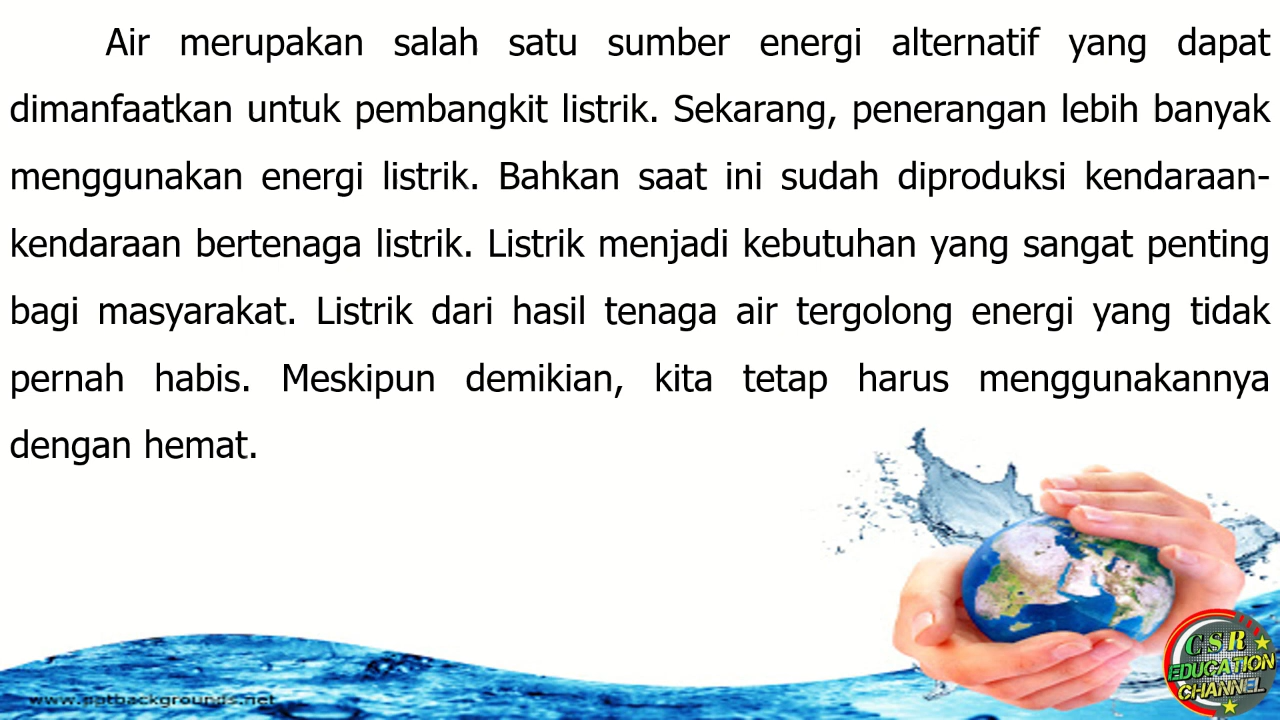 Air merupakan salah satu sumber energi alternatif yang dapat
dimanfaatkan untuk pembangkit listrik. Sekarang, penerangan lebih banyak
menggunakan energi listrik. Bahkan saat ini sudah diproduksi kendaraan-
kendaraan bertenaga listrik. Listrik menjadi kebutuhan yang sangat penting
bagi masyarakat. Listrik dari hasil tenaga air tergolong energi yang tidak
pernah habis. Meskipun demikian, kita tetap harus menggunakannya
dengan hemat.
CSR
EDUCATION
CHANNEL